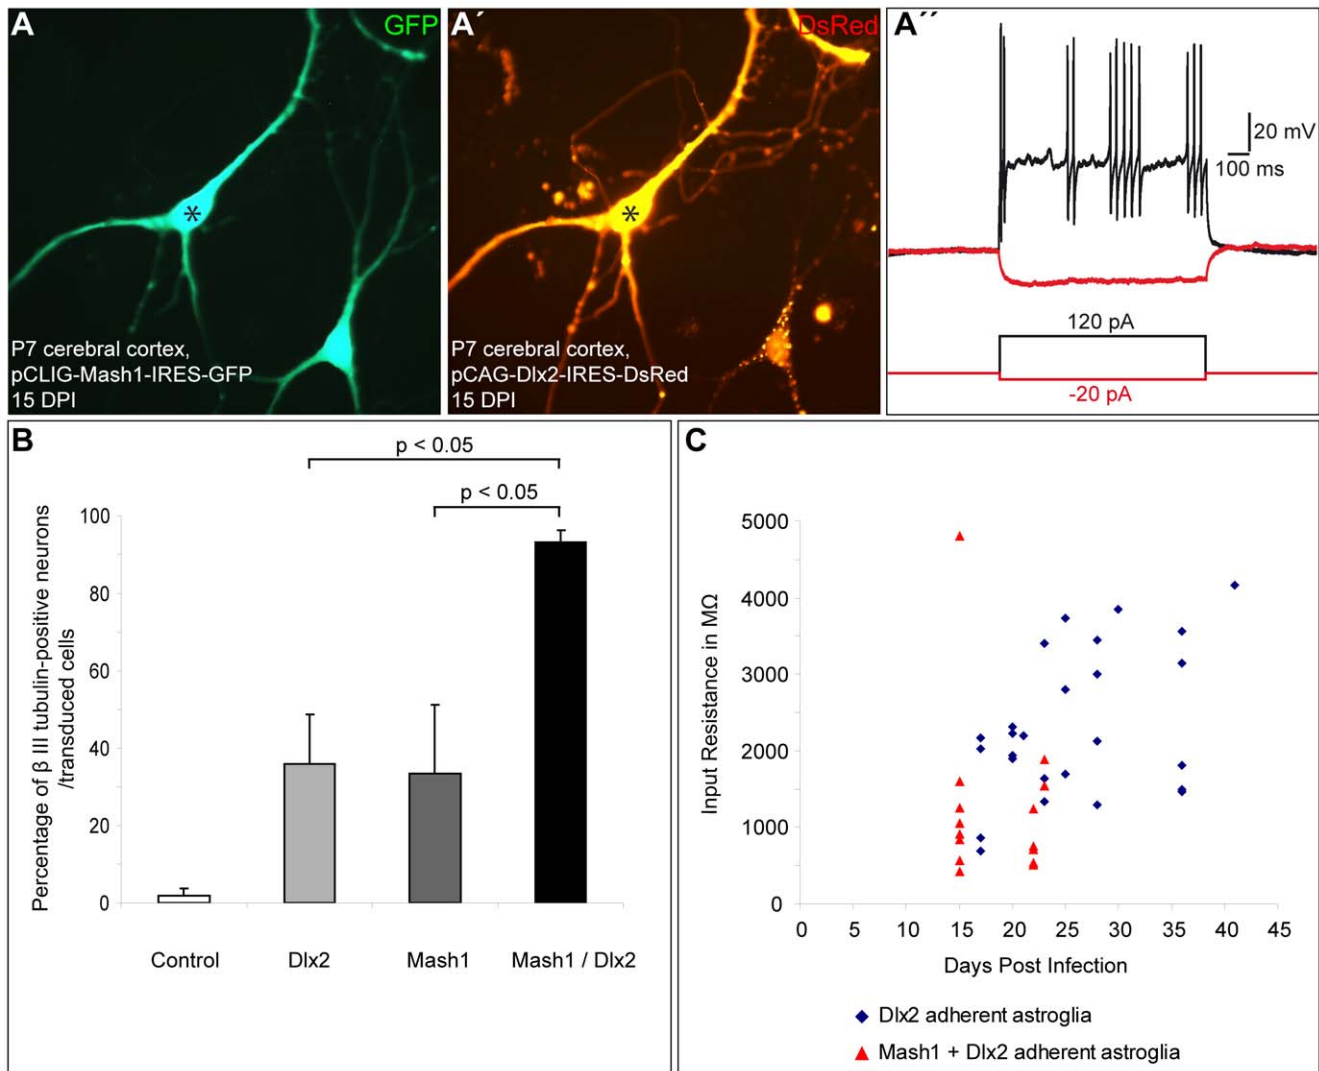 A
GFP
*
P7 cerebral cortex,
pCLIG-Mash1-IRES-GFP
15 DPI
A´
DsRed
*
P7 cerebral cortex,
pCAG-Dlx2-IRES-DsRed
15 DPI
A´´
20 mV
100 ms
120 pA
-20 pA
B
p < 0.05
p < 0.05
Percentage of β III tubulin-positive neurons
/transduced cells
100
80
60
40
20
0
Control
Dlx2
Mash1
Mash1 / Dlx2
C
Input Resistance in MΩ
5000
4000
3000
2000
1000
0
0 5 10 15 20 25 30 35 40 45
Days Post Infection
Dlx2 adherent astroglia
Mash1 + Dlx2 adherent astroglia